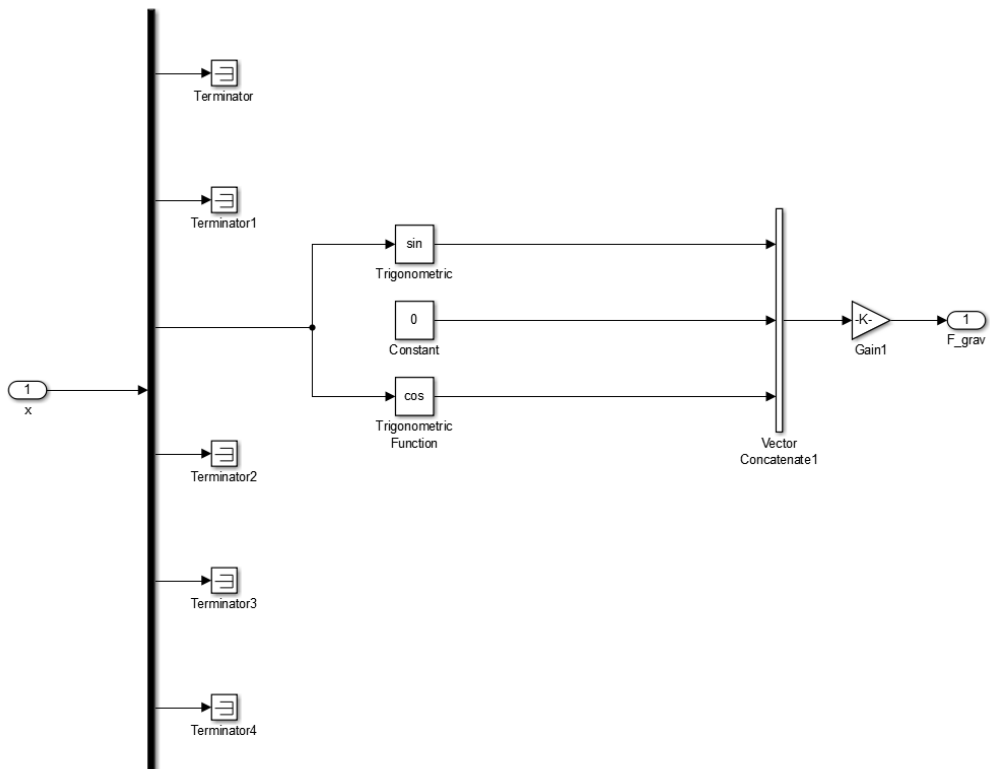 Terminator
Terminator1
sin
Trigonometric
0
Constant
-K-
Gain1
1
F_grav
1
x
cos
Trigonometric
Function
Vector
Concatenate1
Terminator2
Terminator3
Terminator4